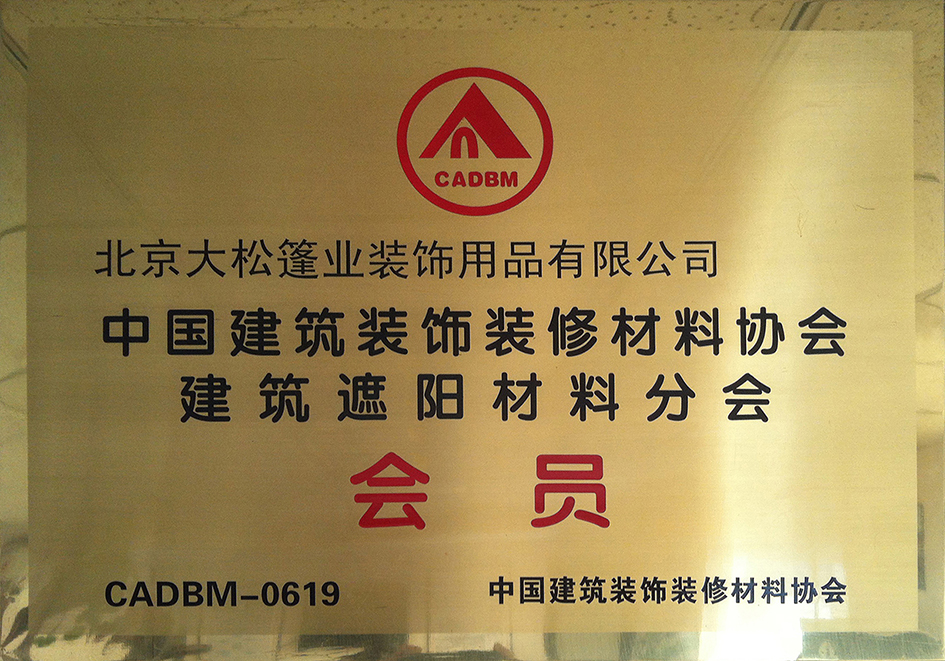 CADBM
北京大松篷业装饰用品有限公司
中国建筑装饰装修材料协会
建筑遮阳材料分会
会员
CADBM-0619 中国建筑装饰装修材料协会